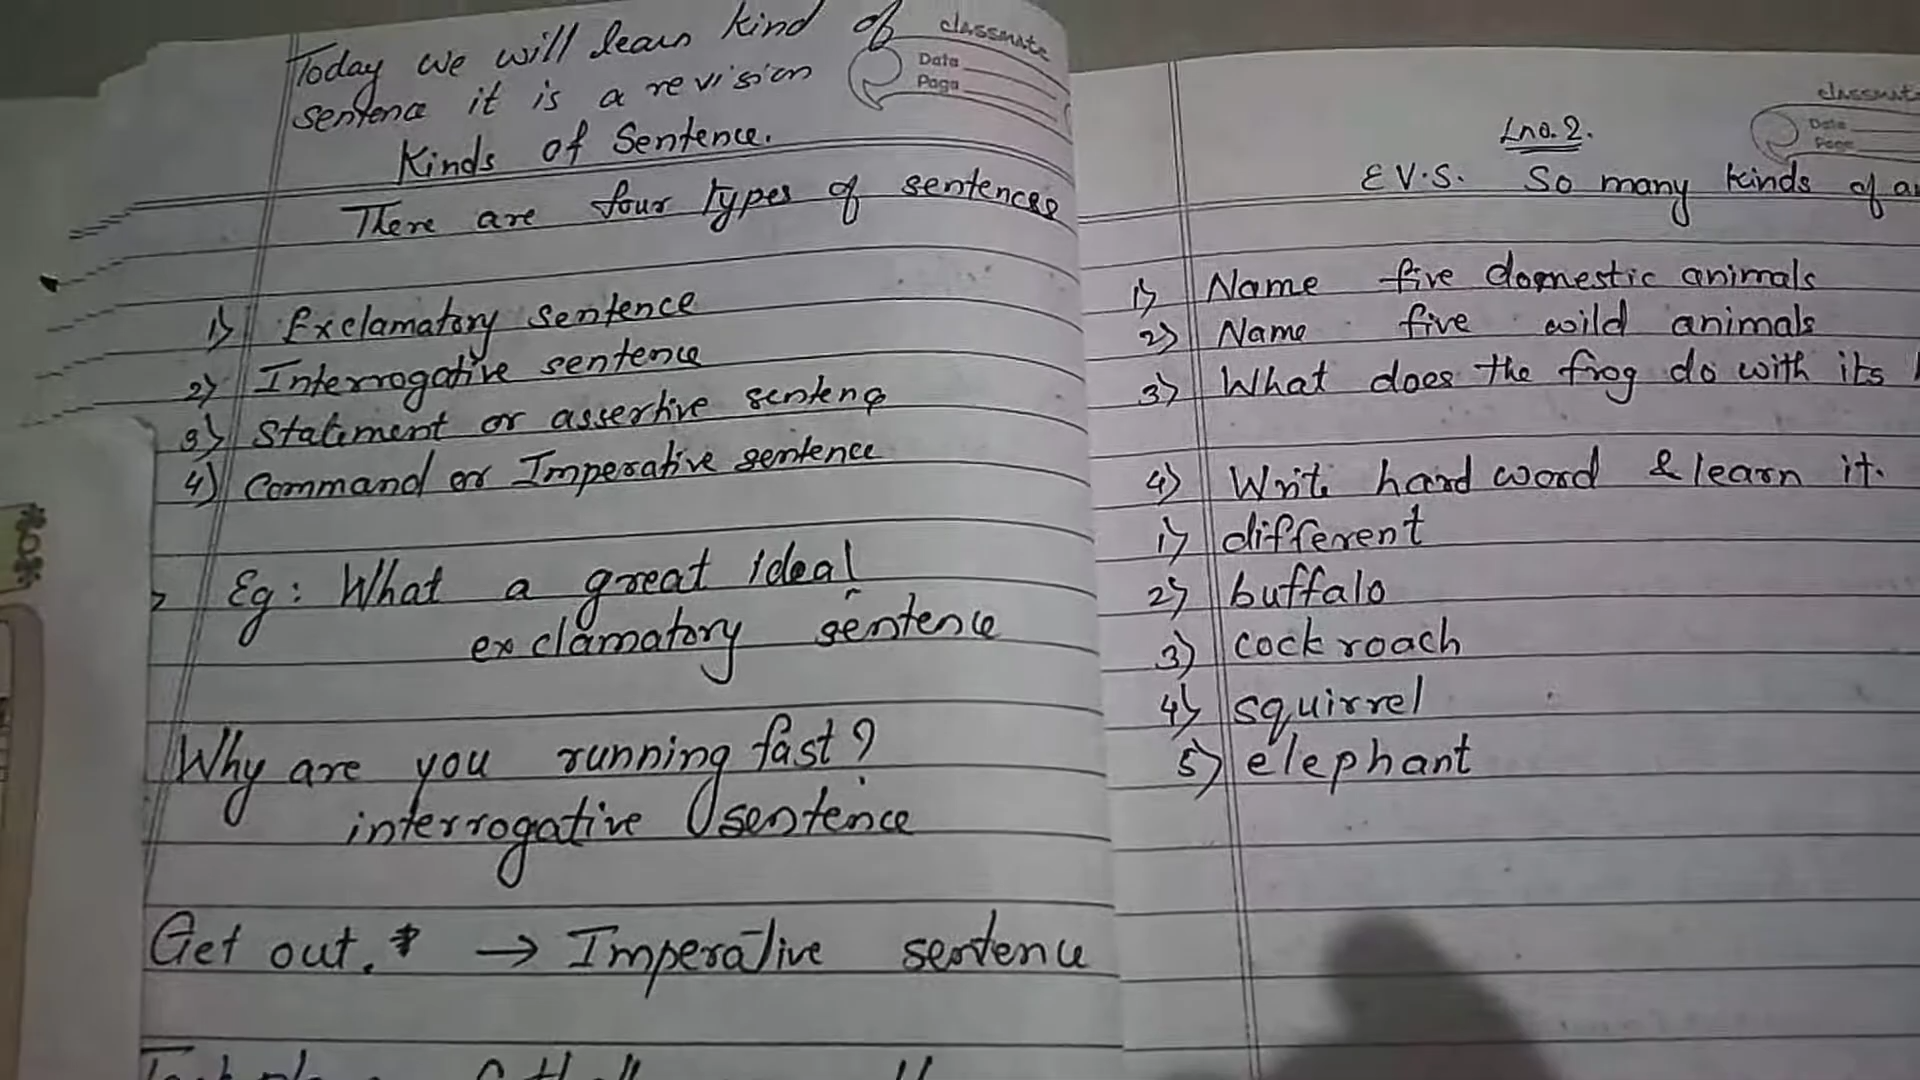 Today we will learn kind of
sentence it is a revision
classmate
Date
Page
Kinds of Sentence.
There are four types of sentences
1) Exclamatory sentence
2) Interrogative sentence
3) Statement or assertive sentence
4) Command or Imperative sentence
Eg: What a great idea!
exclamatory sentence
Why are you running fast?
interrogative sentence
Get out. → Imperative sentence
classmate
Date
Page
Lno. 2.
E.V.S. So many kinds of
1) Name five domestic animals
2) Name five wild animals
3) What does the frog do with its
4) Write hard word & learn it.
1) different
2) buffalo
3) cockroach
4) squirrel
5) elephant